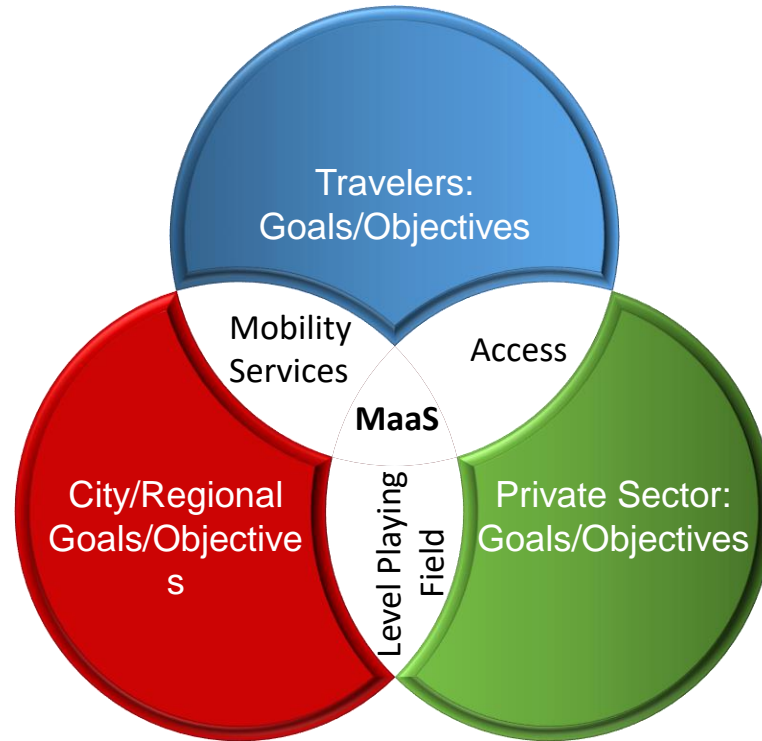 Travelers:
Goals/Objectives
Mobility
Services
Access
MaaS
City/Regional
Goals/Objective
s
Level Playing
Field
Private Sector:
Goals/Objectives